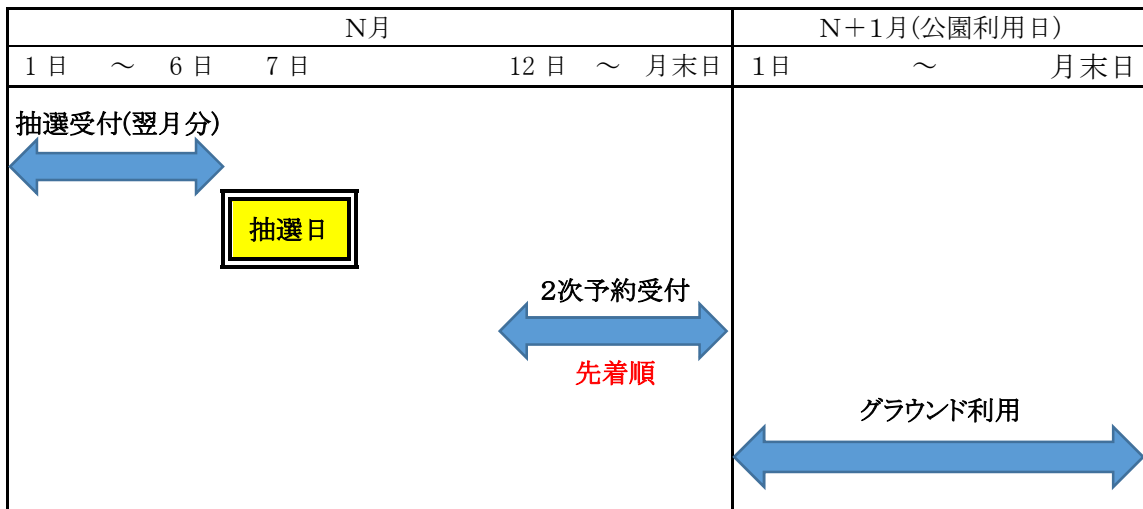 N月 N+1月(公園利用日)
1日 ～ 6日 7日 12日 ～ 月末日 1日 ～ 月末日
抽選受付(翌月分)
抽選日
2次予約受付
先着順
グラウンド利用